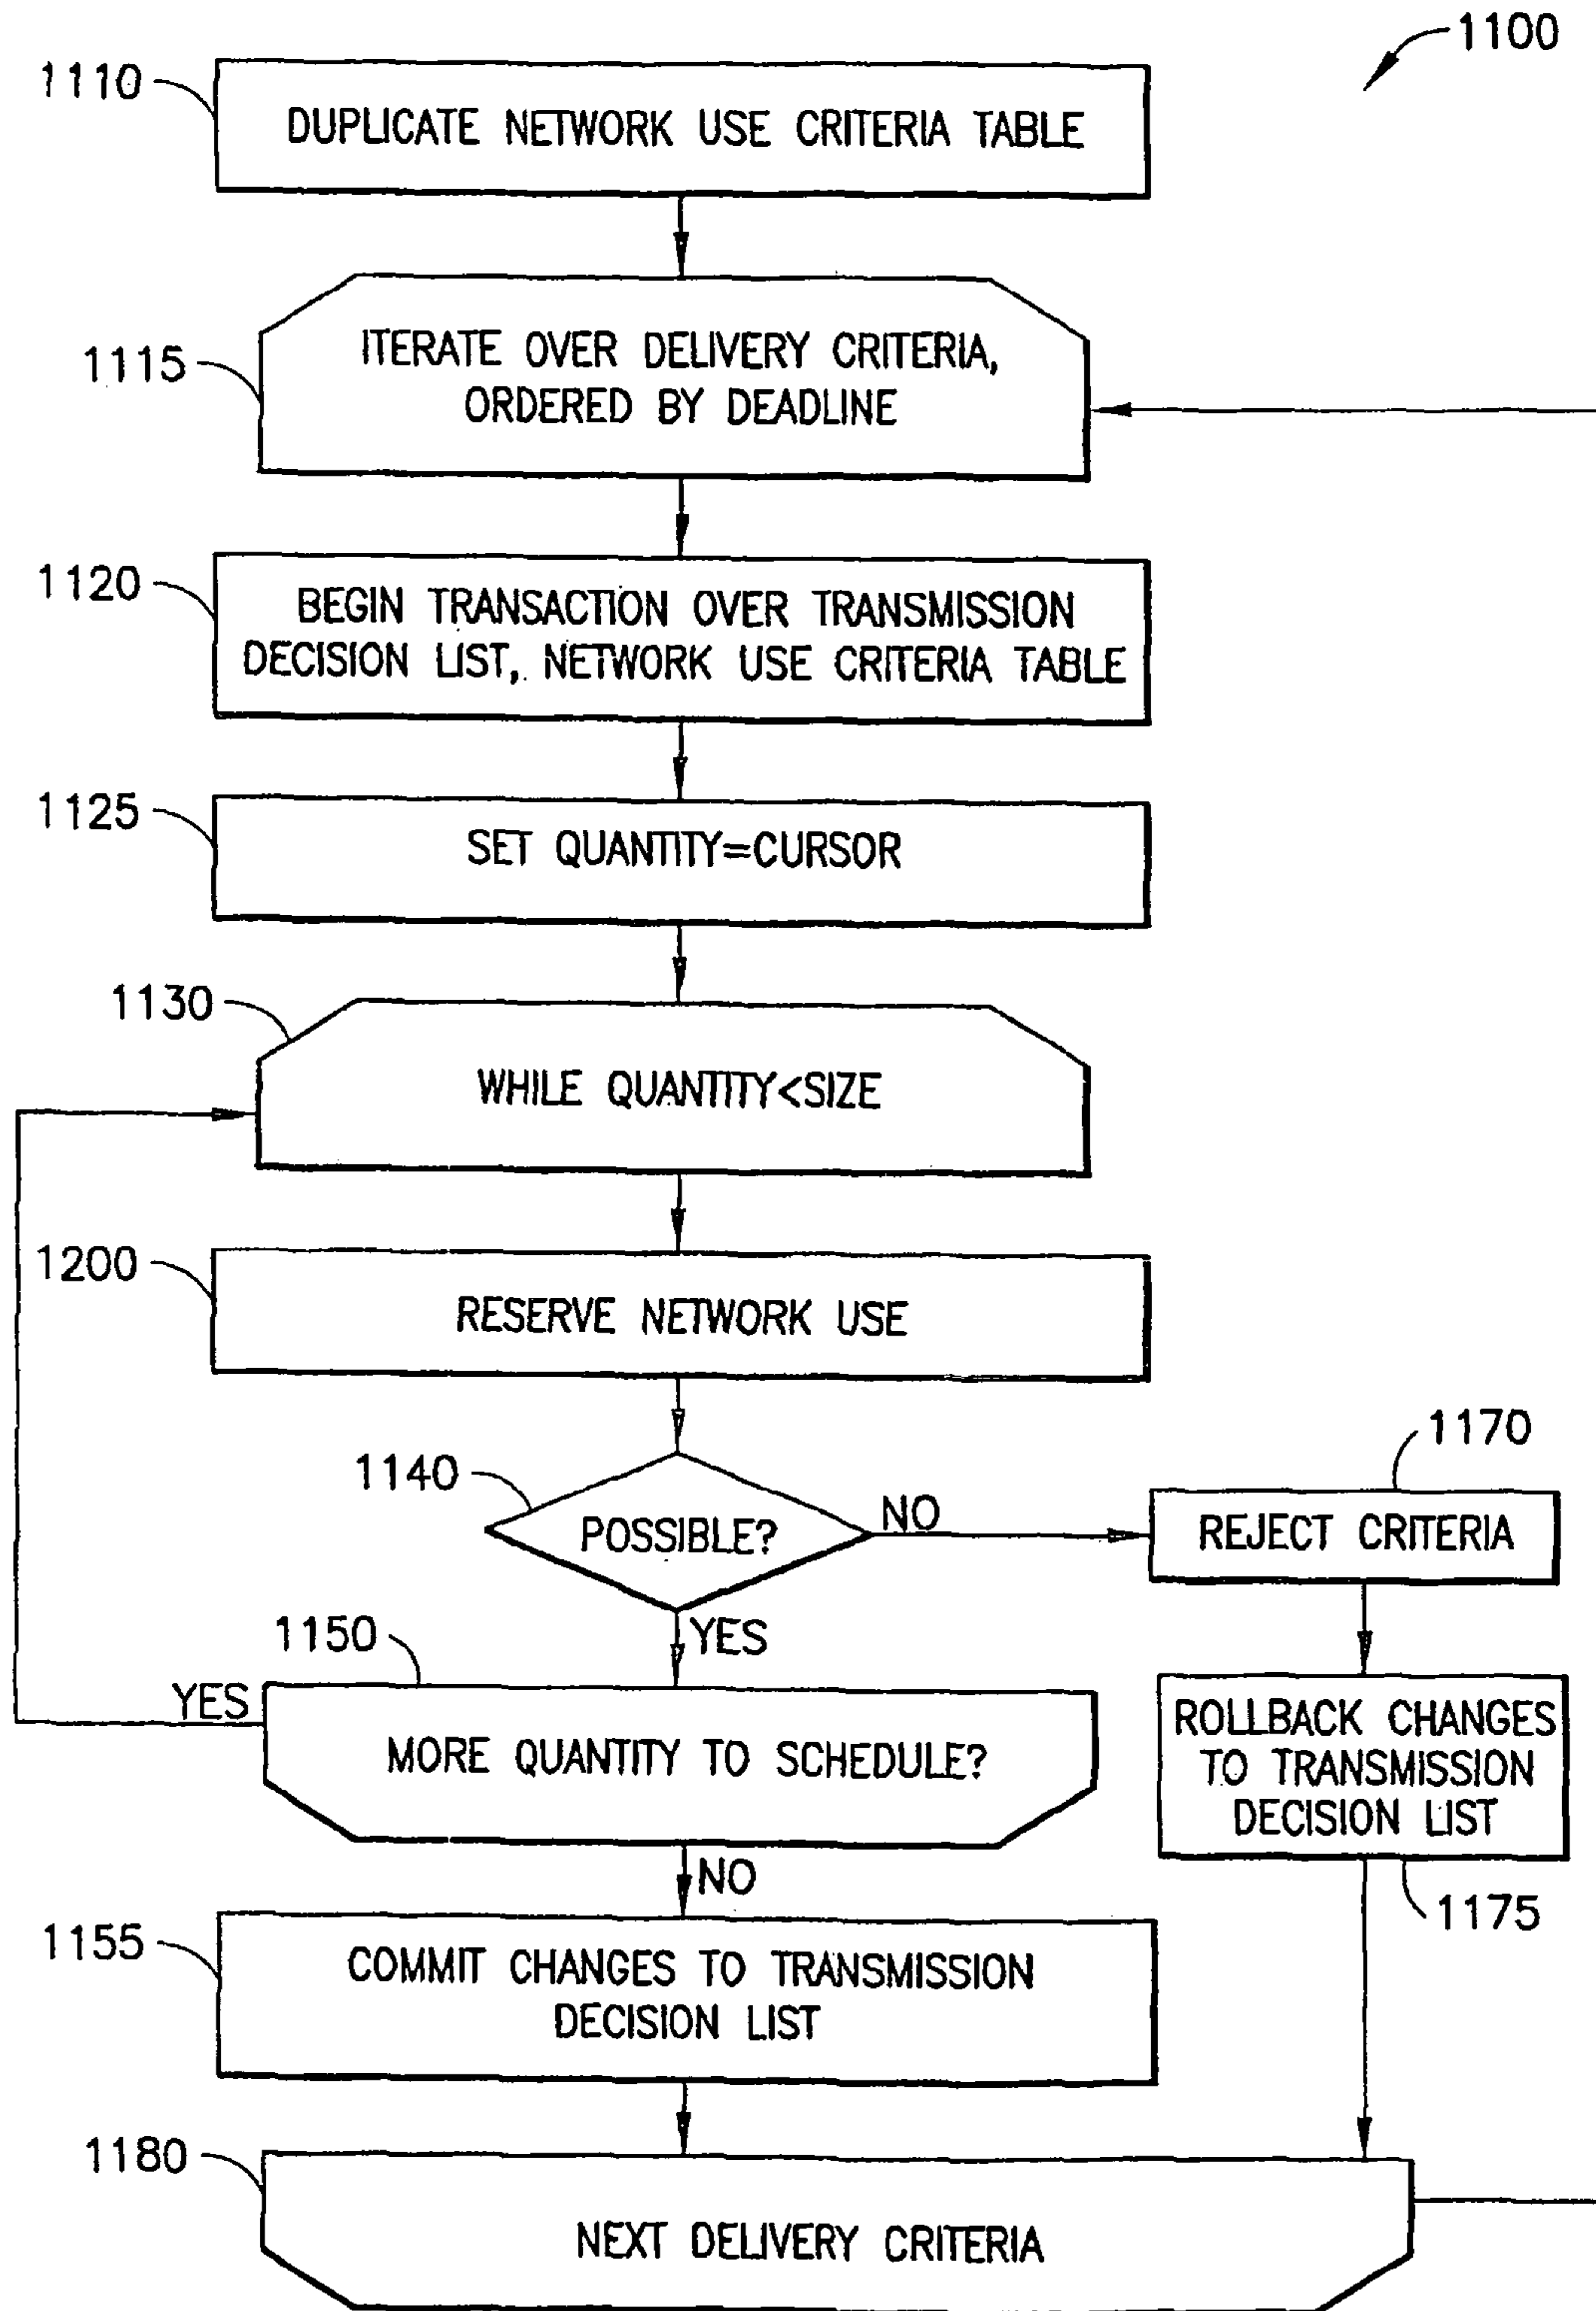 1100
1110
DUPLICATE NETWORK USE CRITERIA TABLE
1115
ITERATE OVER DELIVERY CRITERIA,
ORDERED BY DEADLINE
1120
BEGIN TRANSACTION OVER TRANSMISSION
DECISION LIST, NETWORK USE CRITERIA TABLE
1125
SET QUANTITY=CURSOR
1130
WHILE QUANTITY<SIZE
1200
RESERVE NETWORK USE
1140
POSSIBLE?
NO
1170
REJECT CRITERIA
YES
1150
YES
MORE QUANTITY TO SCHEDULE?
ROLLBACK CHANGES
TO TRANSMISSION
DECISION LIST
1175
NO
1155
COMMIT CHANGES TO TRANSMISSION
DECISION LIST
1180
NEXT DELIVERY CRITERIA